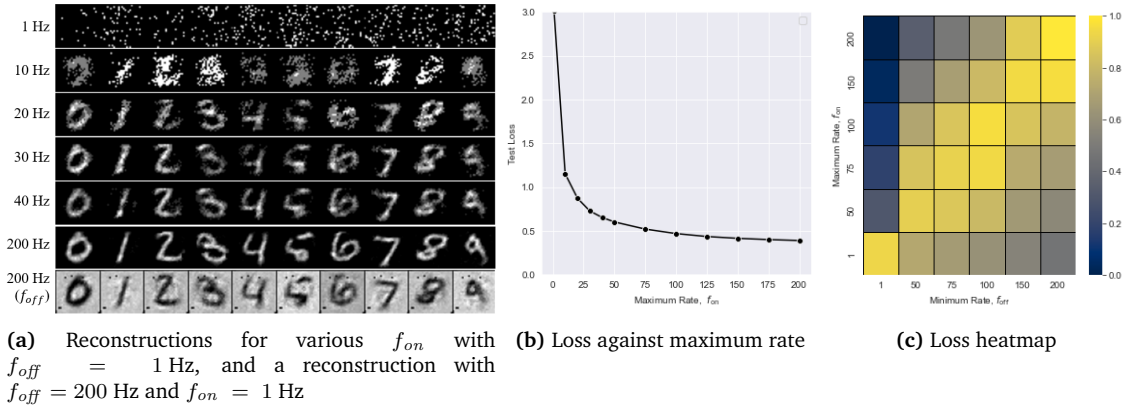 1 Hz
10 Hz
20 Hz
30 Hz
40 Hz
200 Hz
200 Hz
(f_off)
3.0
2.5
2.0
1.5
1.0
0.5
0.0
Test Loss
0 25 50 75 100 125 150 175 200
Maximum Rate, f_on
200
150
100
75
50
1
Maximum Rate, f_on
1 50 75 100 150 200
Minimum Rate, f_off
1.0
0.8
0.6
0.4
0.2
0.0
(a) Reconstructions for various f_on with
f_off = 1 Hz, and a reconstruction with
f_off = 200 Hz and f_on = 1 Hz
(b) Loss against maximum rate
(c) Loss heatmap